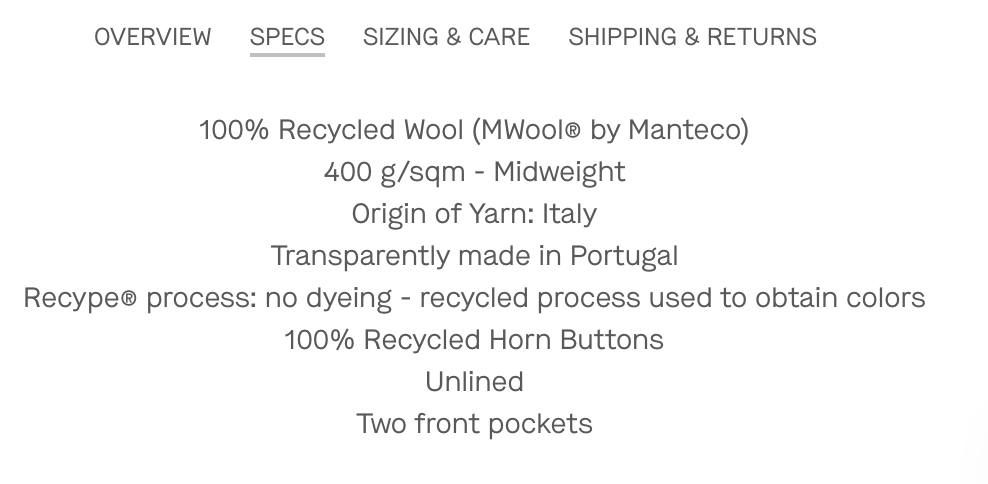 OVERVIEW SPECS SIZING & CARE SHIPPING & RETURNS
100% Recycled Wool (MWool® by Manteco)
400 g/sqm - Midweight
Origin of Yarn: Italy
Transparently made in Portugal
Recype® process: no dyeing - recycled process used to obtain colors
100% Recycled Horn Buttons
Unlined
Two front pockets